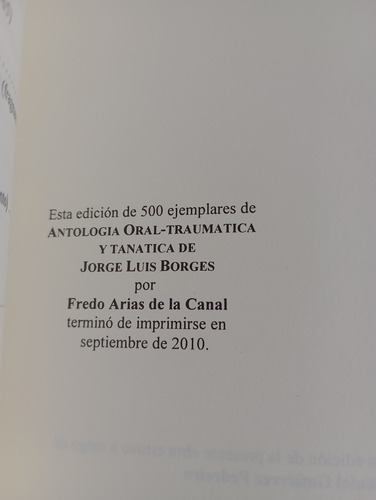 Esta edición de 500 ejemplares de
ANTOLOGIA ORAL-TRAUMATICA
Y TANATICA DE
JORGE LUIS BORGES
por
Fredo Arias de la Canal
terminó de imprimirse en
septiembre de 2010.